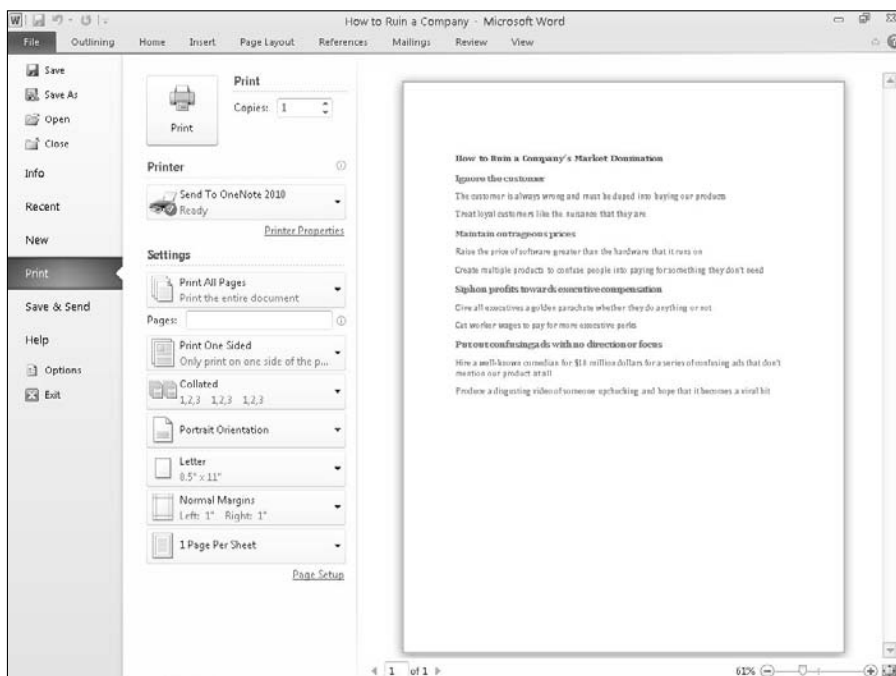 How to Ruin a Company - Microsoft Word
File Outlining Home Insert Page Layout References Mailings Review View
Save
Save As
Open
Close
Info
Recent
New
Print
Save & Send
Help
Options
Exit
Print
Print
Copies: 1
Printer
Send To OneNote 2010
Ready
Printer Properties
Settings
Print All Pages
Print the entire document
Pages:
Print One Sided
Only print on one side of the p...
Collated
1,2,3 1,2,3 1,2,3
Portrait Orientation
Letter
8.5" x 11"
Normal Margins
Left: 1" Right: 1"
1 Page Per Sheet
Page Setup
How to Ruin a Company's Market Domination
Ignore the customer
The customer is always wrong and must be duped into buying our products
Treat loyal customers like the nuisance that they are
Maintain outrageous prices
Raise the price of software greater than the hardware that it runs on
Create multiple products to confuse people into paying for something they don't need
Siphon profits towards executive compensation
Give all executives a golden parachute whether they do anything or not
Cut worker wages to pay for more executive perks
Put out confusing ads with no direction or focus
Hire a well-known comedian for $10 million dollars for a series of confusing ads that don't
mention our product at all
Produce a disgusting video of someone upchucking and hope that it becomes a viral hit
1 of 1
61%